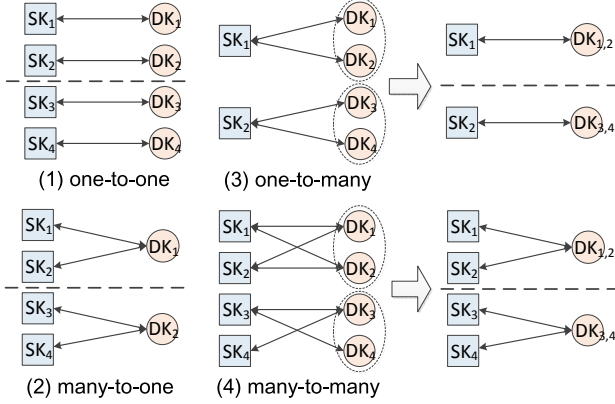 SK₁ DK₁
SK₂ DK₂
SK₃ DK₃
SK₄ DK₄
(1) one-to-one
SK₁ DK₁
DK₂
SK₂ DK₃
DK₄
(3) one-to-many
SK₁ DK₁,₂
SK₂ DK₃,₄
SK₁
SK₂ DK₁
SK₃
SK₄ DK₂
(2) many-to-one
SK₁ DK₁
SK₂ DK₂
SK₃ DK₃
SK₄ DK₄
(4) many-to-many
SK₁
SK₂ DK₁,₂
SK₃
SK₄ DK₃,₄